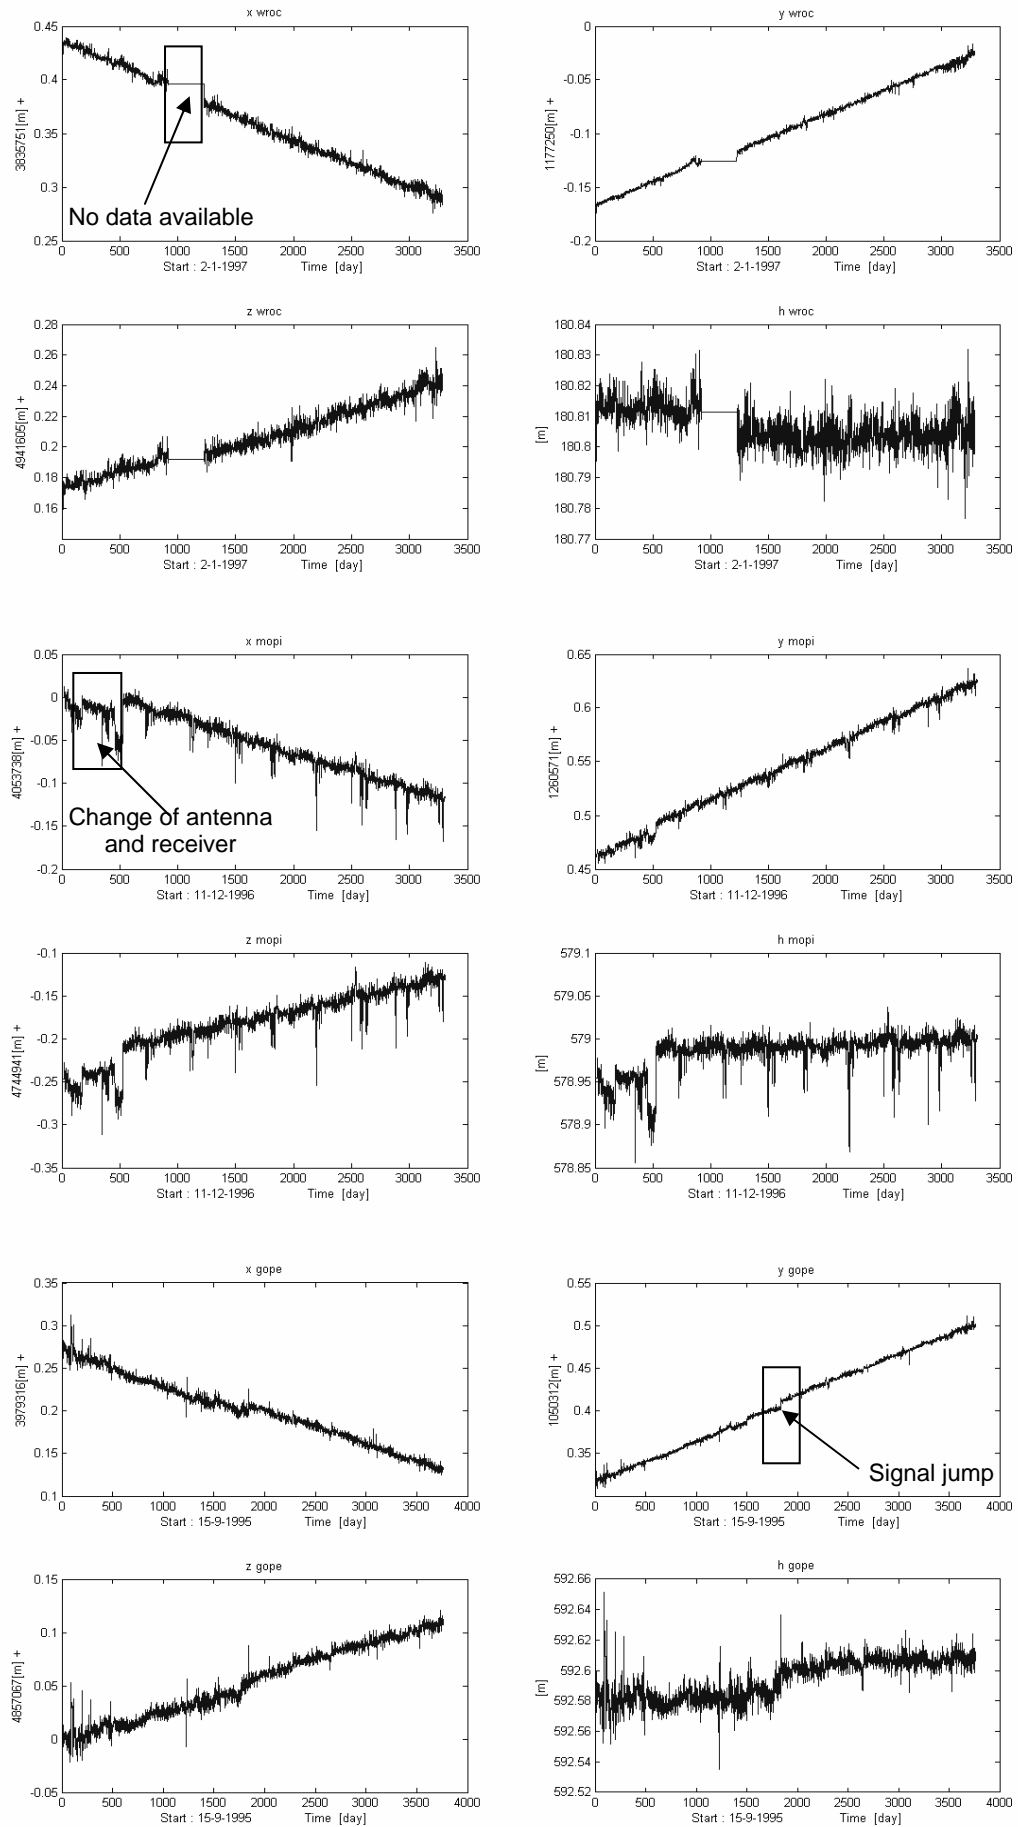 x wroc
0.45
0.4
0.35
0.3
0.25
3835751[m] +
No data available
0 500 1000 1500 2000 2500 3000 3500
Start : 2-1-1997 Time [day]
y wroc
-0.05
-0.1
-0.15
-0.2
1177250[m] +
0 500 1000 1500 2000 2500 3000 3500
Start : 2-1-1997 Time [day]
z wroc
0.28
0.26
0.24
0.22
0.2
0.18
0.16
4941605[m] +
0 500 1000 1500 2000 2500 3000 3500
Start : 2-1-1997 Time [day]
h wroc
180.84
180.83
180.82
180.81
180.8
180.79
180.78
180.77
[m]
0 500 1000 1500 2000 2500 3000 3500
Start : 2-1-1997 Time [day]
x mopi
0.05
0
-0.05
-0.1
-0.15
-0.2
4053738[m] +
Change of antenna
and receiver
0 500 1000 1500 2000 2500 3000 3500
Start : 11-12-1996 Time [day]
y mopi
0.65
0.6
0.55
0.5
0.45
1260571[m] +
0 500 1000 1500 2000 2500 3000 3500
Start : 11-12-1996 Time [day]
z mopi
-0.1
-0.15
-0.2
-0.25
-0.3
-0.35
4744941[m] +
0 500 1000 1500 2000 2500 3000 3500
Start : 11-12-1996 Time [day]
h mopi
579.1
579.05
579
578.95
578.9
578.85
[m]
0 500 1000 1500 2000 2500 3000 3500
Start : 11-12-1996 Time [day]
x gope
0.35
0.3
0.25
0.2
0.15
0.1
3979316[m] +
0 500 1000 1500 2000 2500 3000 3500 4000
Start : 15-9-1995 Time [day]
y gope
0.55
0.5
0.45
0.4
0.35
1050312[m] +
Signal jump
0 500 1000 1500 2000 2500 3000 3500 4000
Start : 15-9-1995 Time [day]
z gope
0.15
0.1
0.05
0
-0.05
4857067[m] +
0 500 1000 1500 2000 2500 3000 3500 4000
Start : 15-9-1995 Time [day]
h gope
592.66
592.64
592.62
592.6
592.58
592.56
592.54
592.52
[m]
0 500 1000 1500 2000 2500 3000 3500 4000
Start : 15-9-1995 Time [day]